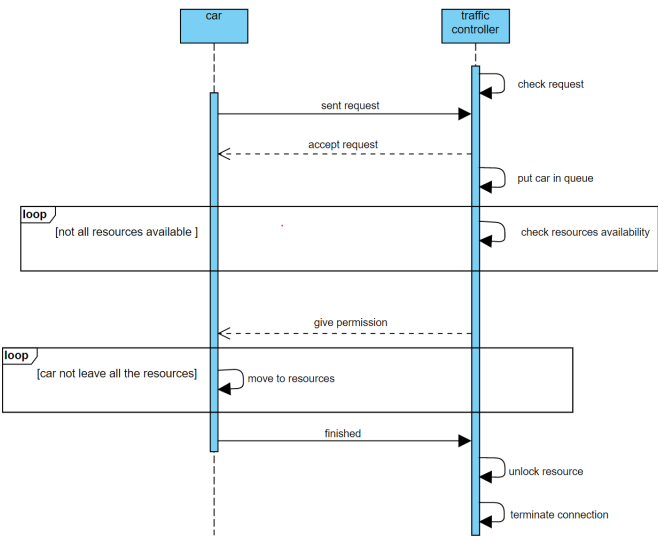 car
traffic
controller
check request
sent request
accept request
put car in queue
loop
[not all resources available ]
check resources availability
give permission
loop
[car not leave all the resources]
move to resources
finished
unlock resource
terminate connection